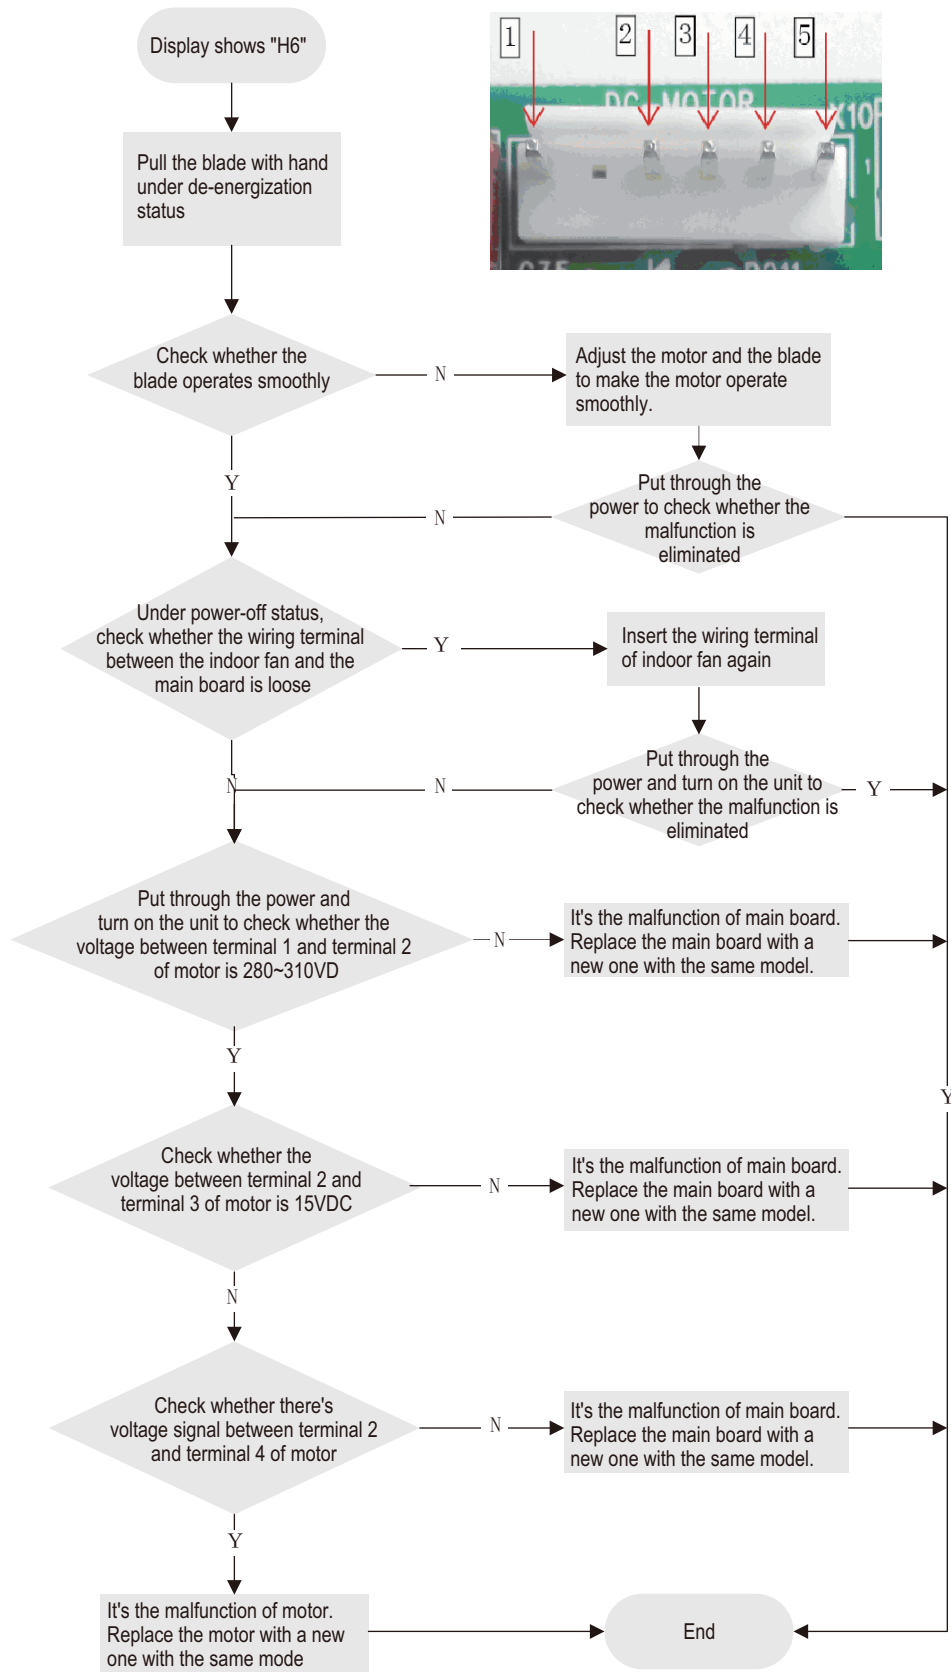 Display shows "H6"
1 2 3 4 5
DC MOTOR
1
Pull the blade with hand
under de-energization
status
Check whether the
blade operates smoothly
N
Adjust the motor and the blade
to make the motor operate
smoothly.
Y
Put through the
power to check whether the
malfunction is
eliminated
N
Under power-off status,
check whether the wiring terminal
between the indoor fan and the
main board is loose
Y
Insert the wiring terminal
of indoor fan again
Put through the
power and turn on the unit to
check whether the malfunction is
eliminated
Y
N
N
Put through the power and
turn on the unit to check whether the
voltage between terminal 1 and terminal 2
of motor is 280~310VD
N
It's the malfunction of main board.
Replace the main board with a
new one with the same model.
Y
Y
Check whether the
voltage between terminal 2 and
terminal 3 of motor is 15VDC
N
It's the malfunction of main board.
Replace the main board with a
new one with the same model.
N
Check whether there's
voltage signal between terminal 2
and terminal 4 of motor
N
It's the malfunction of main board.
Replace the main board with a
new one with the same model.
Y
It's the malfunction of motor.
Replace the motor with a new
one with the same mode
End